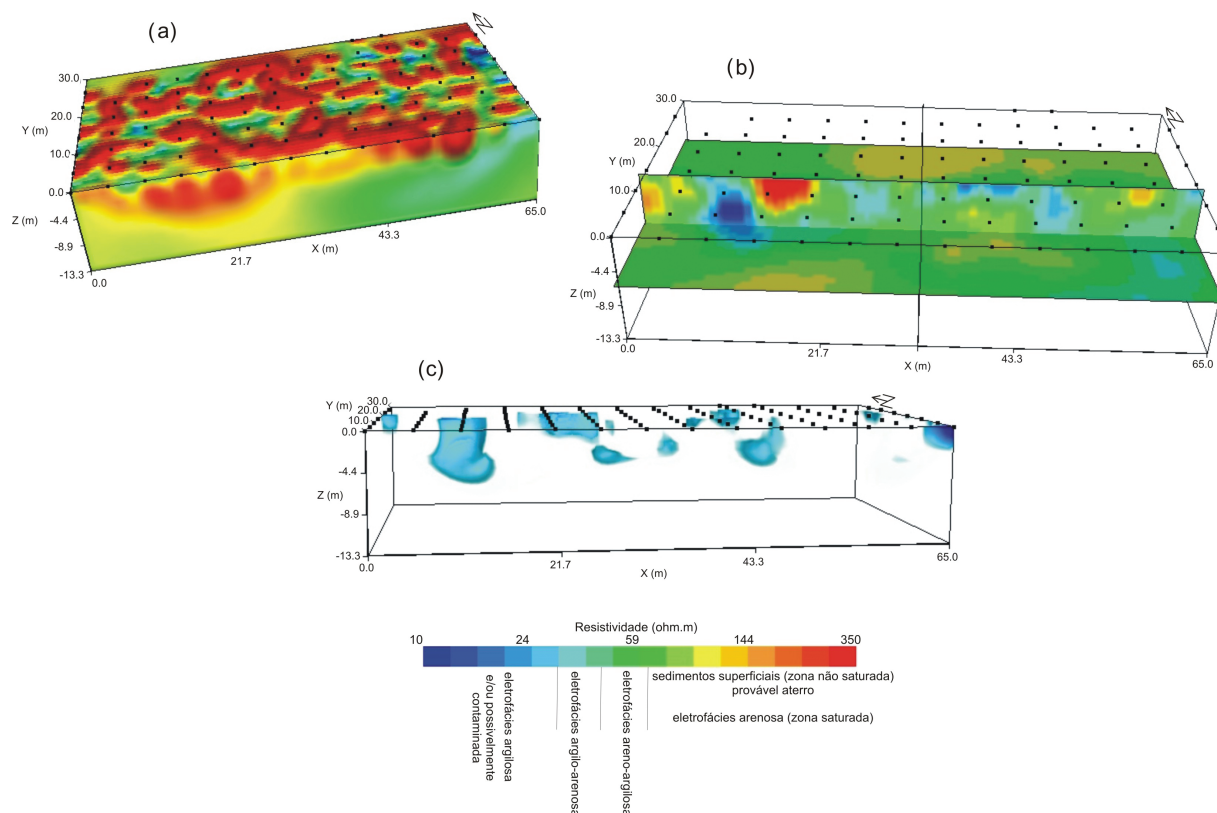 (a)
N
30.0
Y (m)
20.0
10.0
0.0
Z (m)
-4.4
-8.9
-13.3
0.0
21.7
X (m)
43.3
65.0
(b)
N
30.0
20.0
Y (m)
10.0
0.0
-4.4
Z (m)
-8.9
-13.3
0.0
21.7
X (m)
43.3
65.0
(c)
N
30.0
Y (m)
20.0
10.0
0.0
-4.4
Z (m)
-8.9
-13.3
0.0
21.7
X (m)
43.3
65.0
Resistividade (ohm.m)
10 24 59 144 350
eletrofácies argilosa
e/ou possivelmente
contaminada
eletrofácies argilo-arenosa
eletrofácies areno-argilosa
sedimentos superficiais (zona não saturada)
provável aterro
eletrofácies arenosa (zona saturada)